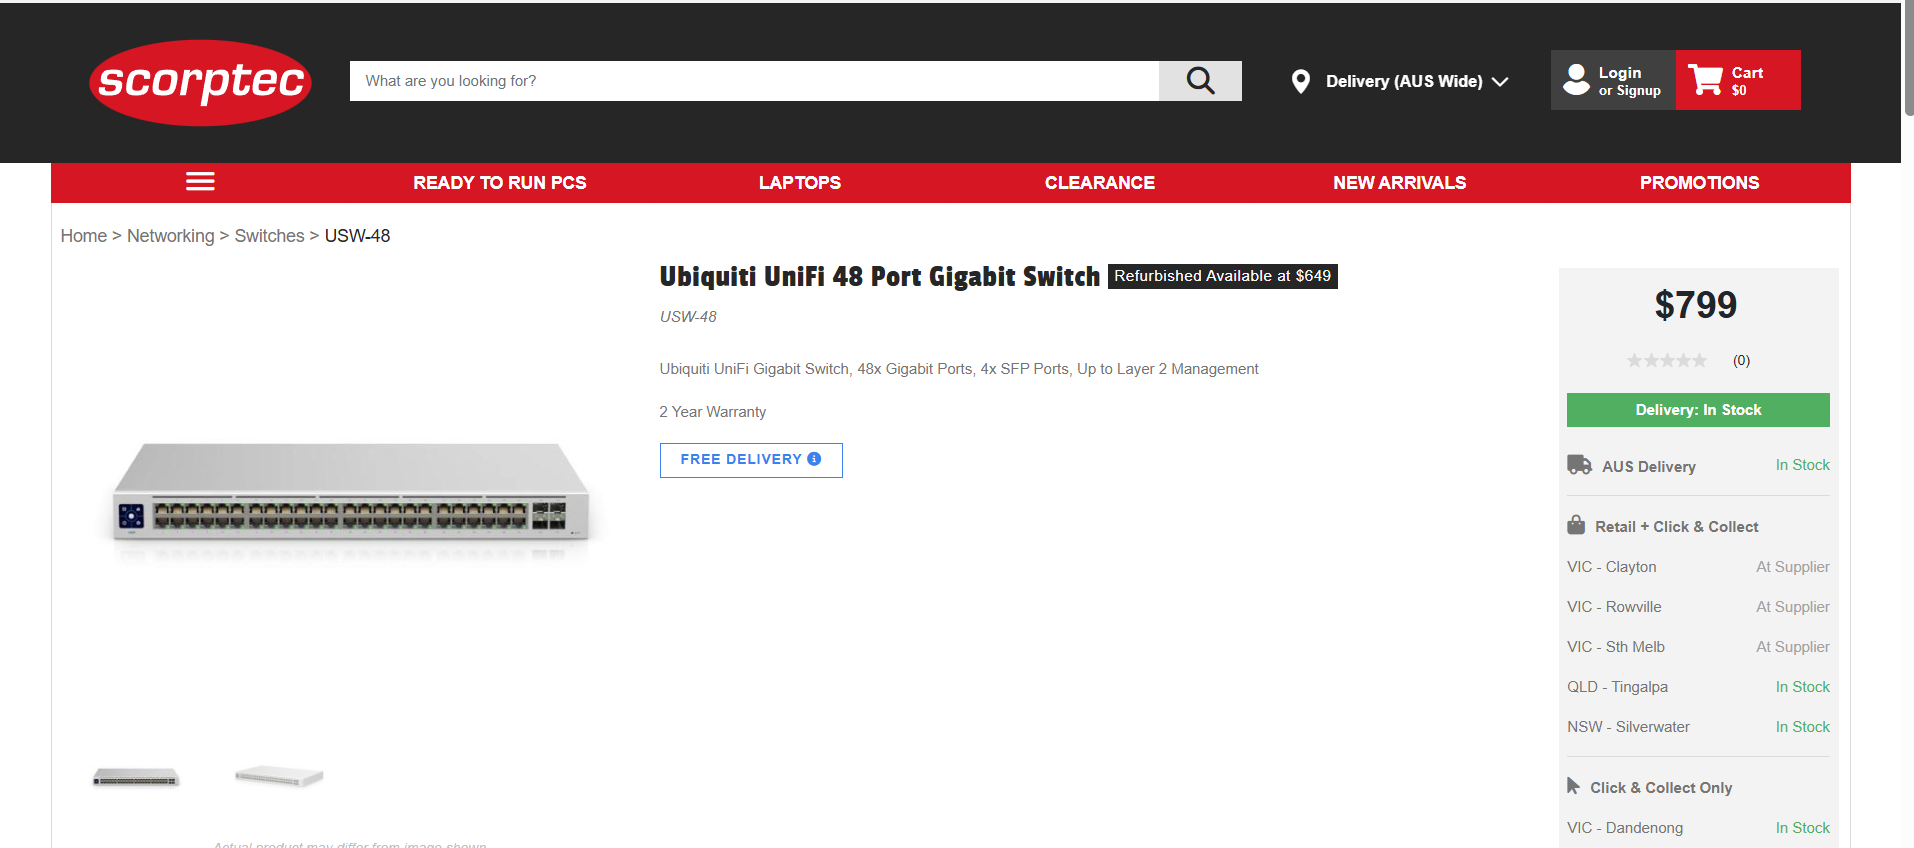 scorptec
What are you looking for?
Delivery (AUS Wide)
Login
or Signup
Cart
$0
READY TO RUN PCS
LAPTOPS
CLEARANCE
NEW ARRIVALS
PROMOTIONS
Home > Networking > Switches > USW-48
Ubiquiti UniFi 48 Port Gigabit Switch
Refurbished Available at $649
USW-48
Ubiquiti UniFi Gigabit Switch, 48x Gigabit Ports, 4x SFP Ports, Up to Layer 2 Management
2 Year Warranty
FREE DELIVERY
Actual product may differ from image shown
$799
(0)
Delivery: In Stock
AUS Delivery In Stock
Retail + Click & Collect
VIC - Clayton At Supplier
VIC - Rowville At Supplier
VIC - Sth Melb At Supplier
QLD - Tingalpa In Stock
NSW - Silverwater In Stock
Click & Collect Only
VIC - Dandenong In Stock